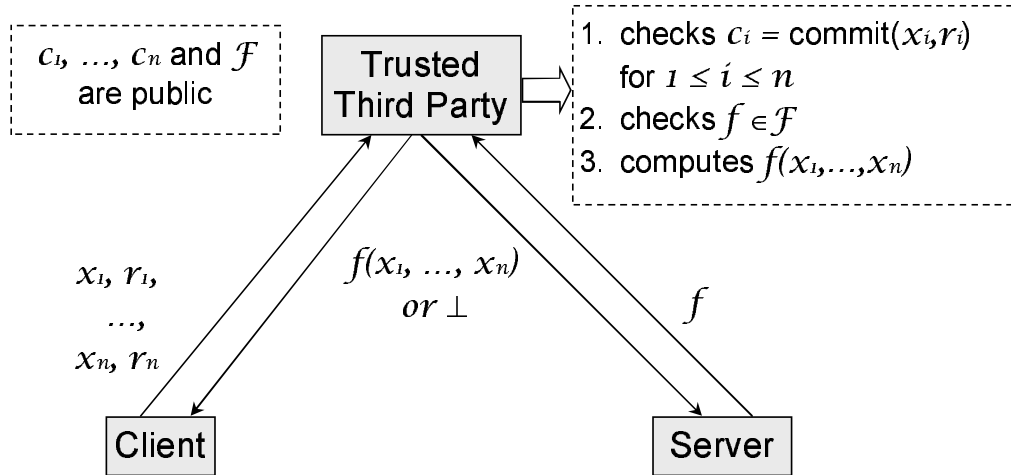 c₁, ..., cₙ and ℱ
are public
Trusted
Third Party
1. checks cᵢ = commit(xᵢ,rᵢ)
for 1 ≤ i ≤ n
2. checks f ∈ ℱ
3. computes f(x₁,...,xₙ)
x₁, r₁,
...,
xₙ, rₙ
f(x₁, ..., xₙ)
or ⊥
f
Client
Server